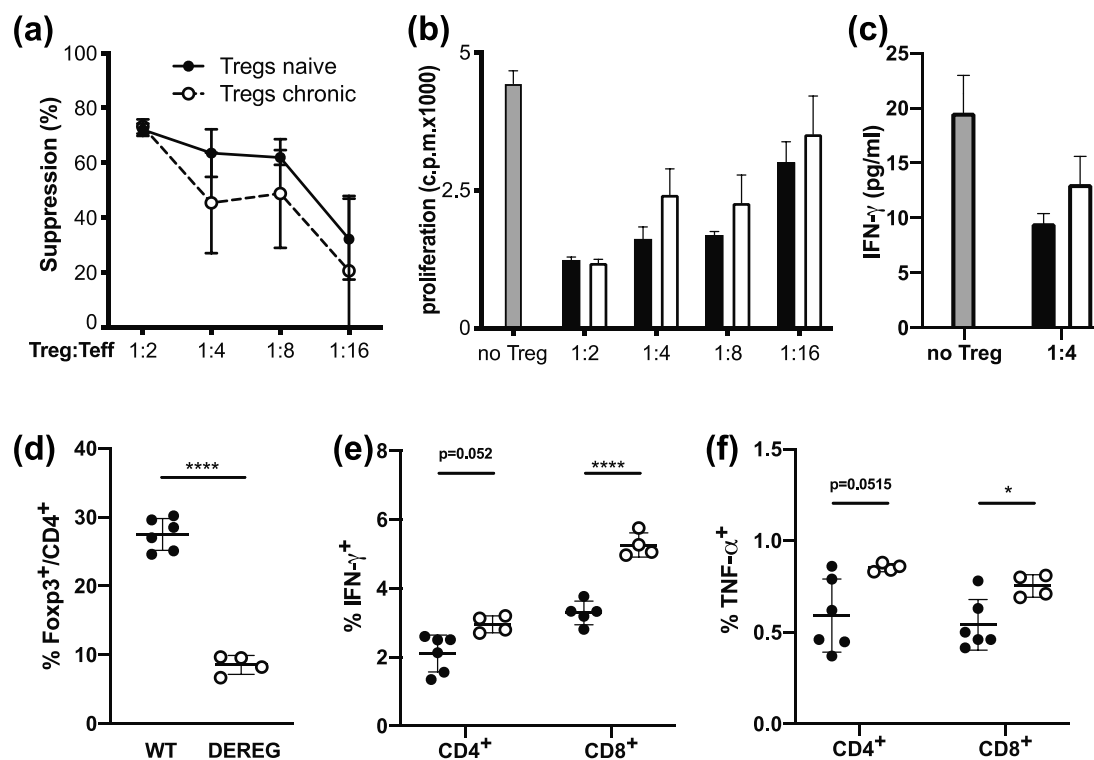 (a)
Suppression (%)
100
80
60
40
20
0
Tregs naive
Tregs chronic
Treg:Teff 1:2 1:4 1:8 1:16
(b)
proliferation (c.p.m.x1000)
5
2.5
0
no Treg 1:2 1:4 1:8 1:16
(c)
IFN-γ (pg/ml)
25
20
15
10
5
0
no Treg 1:4
(d)
% Foxp3+/CD4+
40
30
20
10
0
****
WT DEREG
(e)
% IFN-γ+
8
6
4
2
0
p=0.052
****
CD4+ CD8+
(f)
% TNF-α+
1.5
1.0
0.5
0.0
p=0.0515
*
CD4+ CD8+